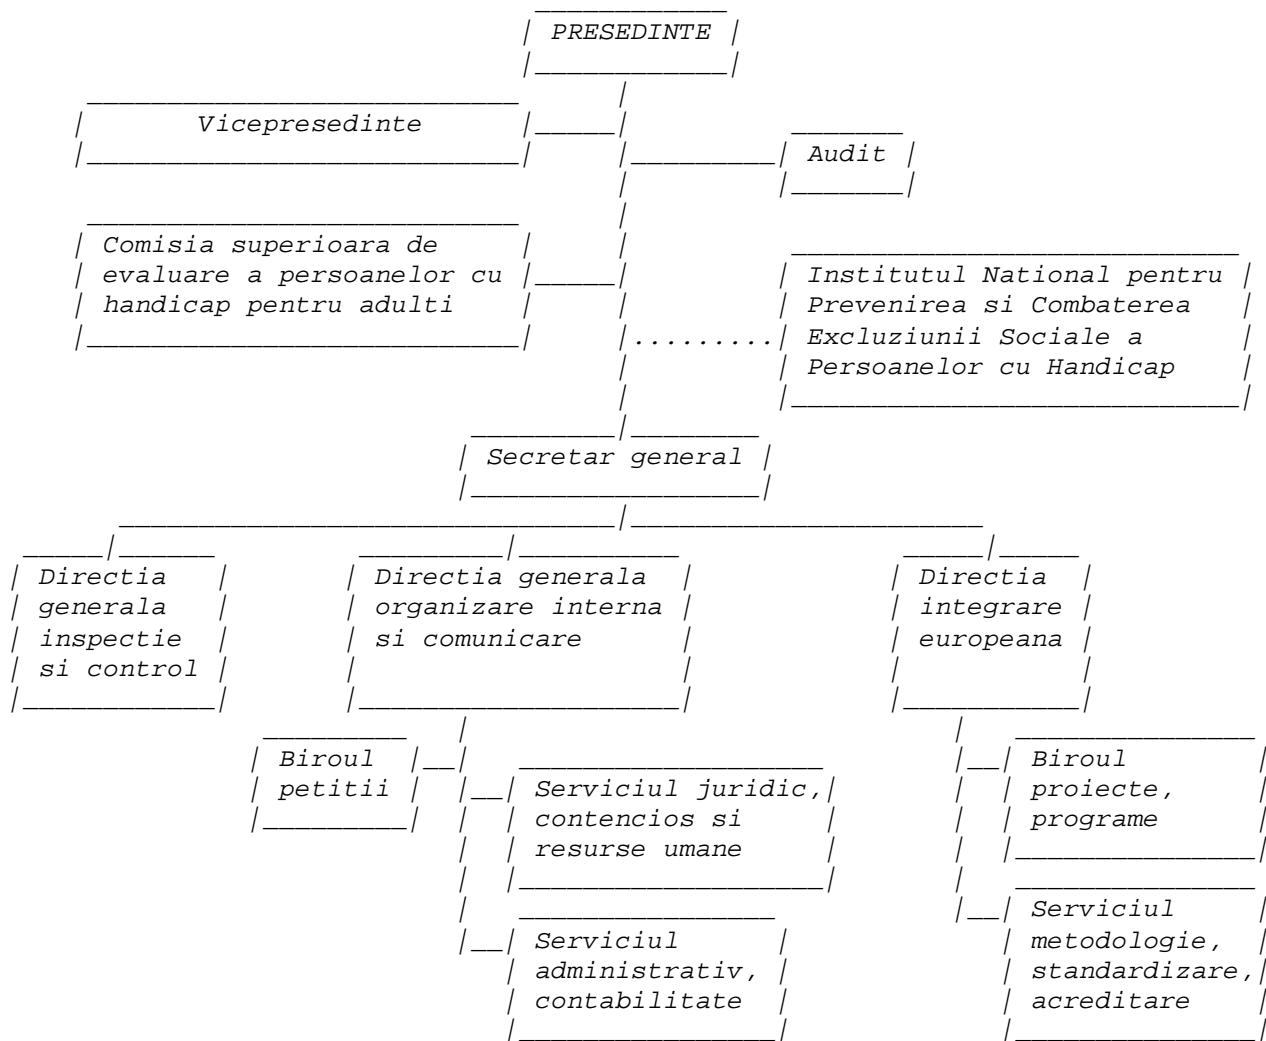 PRESEDINTE
Vicepresedinte
Audit
Comisia superioara de
evaluare a persoanelor cu
handicap pentru adulti
Institutul National pentru
Prevenirea si Combaterea
Excluziunii Sociale a
Persoanelor cu Handicap
Secretar general
Directia
generala
inspectie
si control
Directia generala
organizare interna
si comunicare
Directia
integrare
europeana
Biroul
petitii
Serviciul juridic,
contencios si
resurse umane
Serviciul
administrativ,
contabilitate
Biroul
proiecte,
programe
Serviciul
metodologie,
standardizare,
acreditare